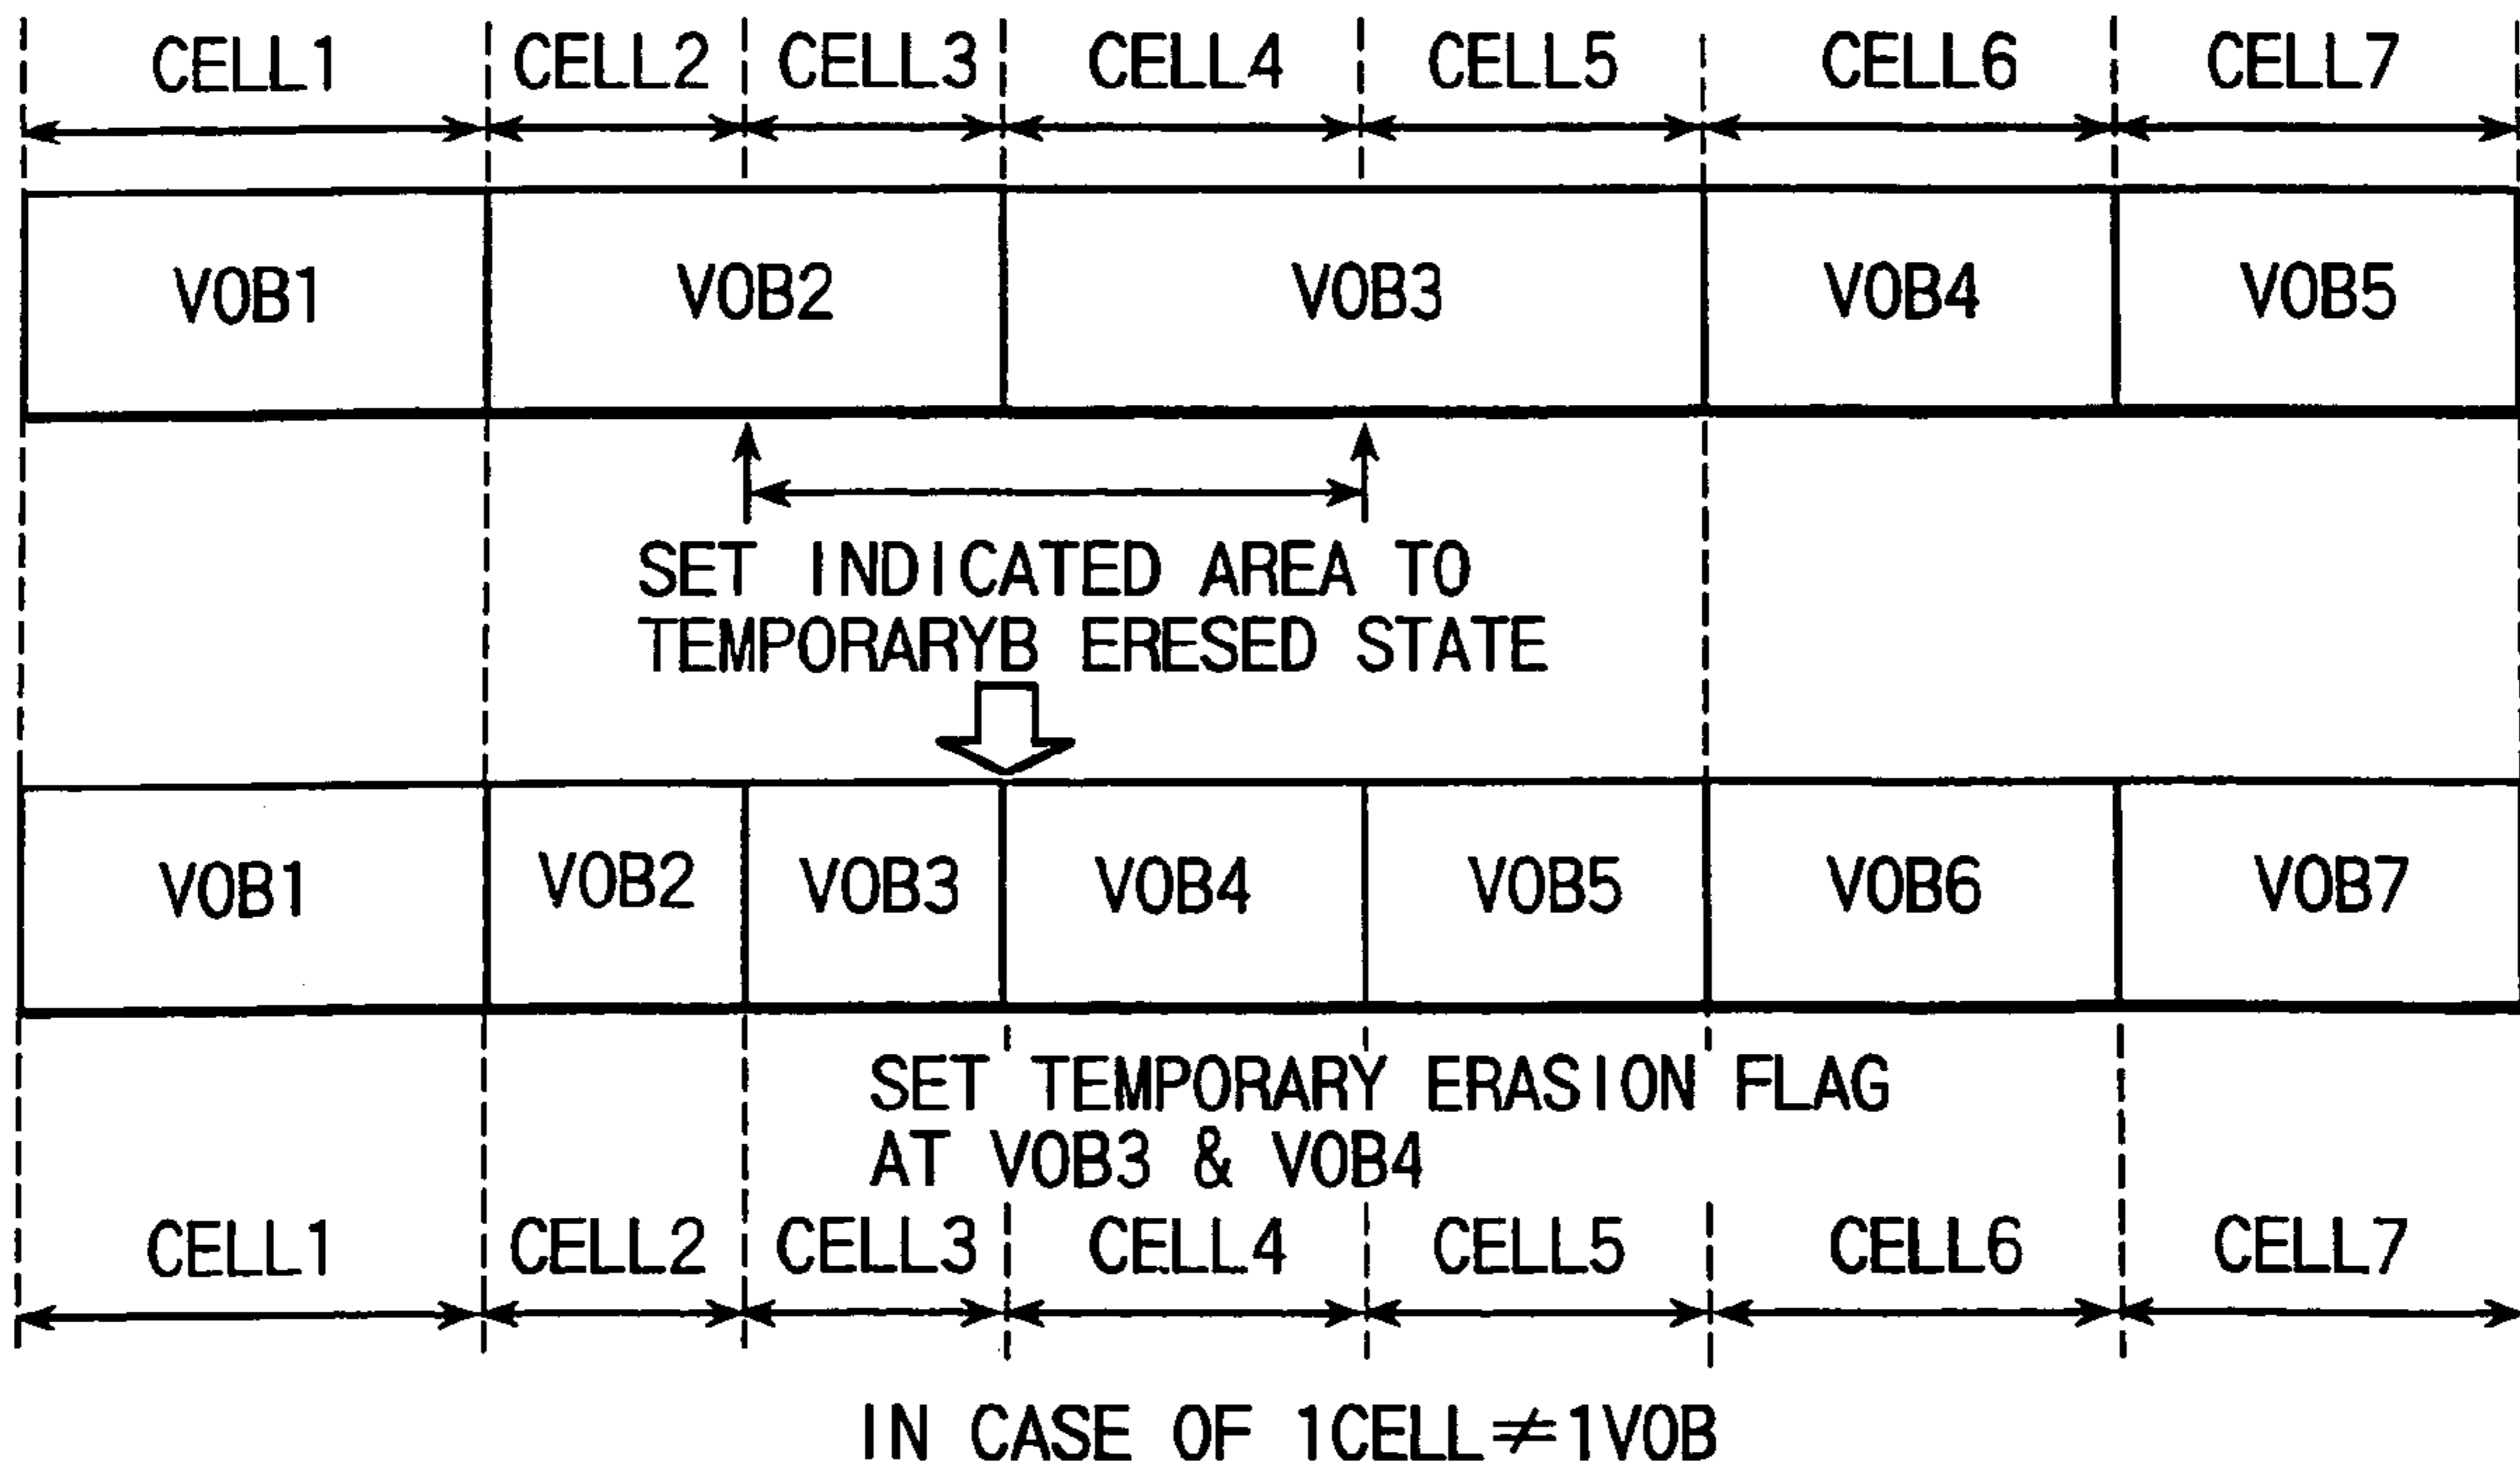 CELL1 CELL2 CELL3 CELL4 CELL5 CELL6 CELL7
VOB1 VOB2 VOB3 VOB4 VOB5
SET INDICATED AREA TO
TEMPORARYB ERESED STATE
VOB1 VOB2 VOB3 VOB4 VOB5 VOB6 VOB7
SET TEMPORARY ERASION FLAG
AT VOB3 & VOB4
CELL1 CELL2 CELL3 CELL4 CELL5 CELL6 CELL7
IN CASE OF 1CELL≠1VOB